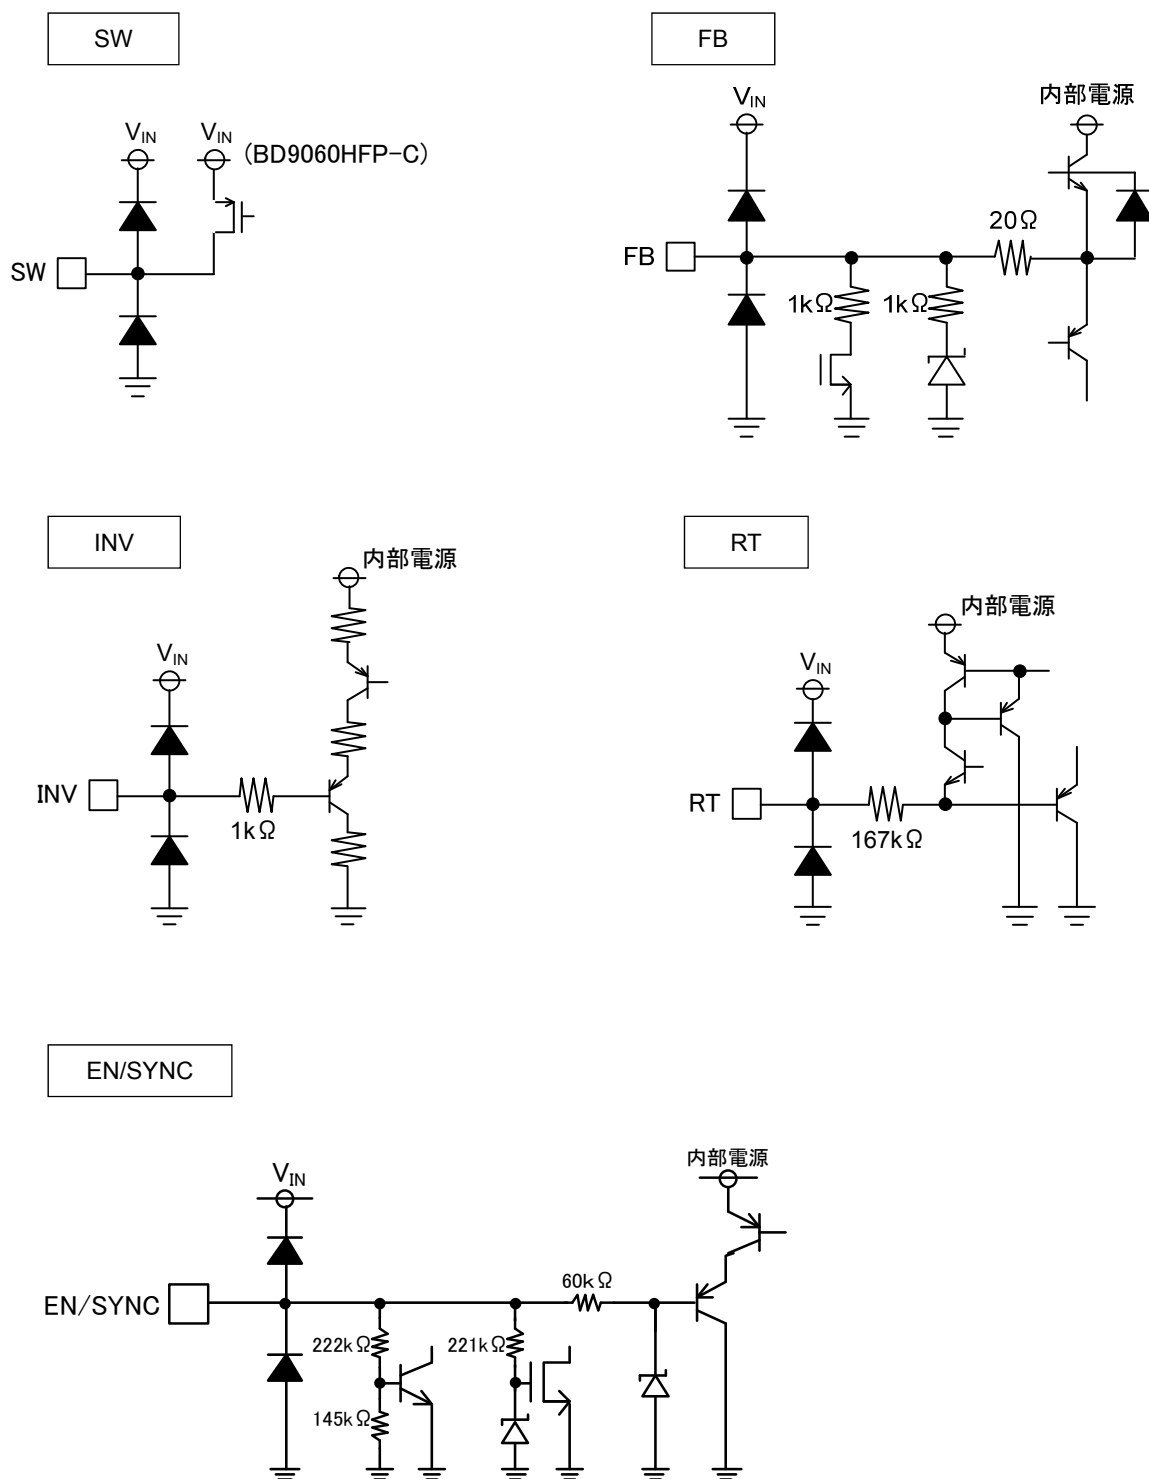 SW
VIN
VIN (BD9060HFP-C)
SW
FB
VIN
内部電源
20Ω
FB
1kΩ
1kΩ
INV
内部電源
VIN
INV
1kΩ
RT
内部電源
VIN
RT
167kΩ
EN/SYNC
VIN
内部電源
EN/SYNC
60kΩ
222kΩ
221kΩ
145kΩ